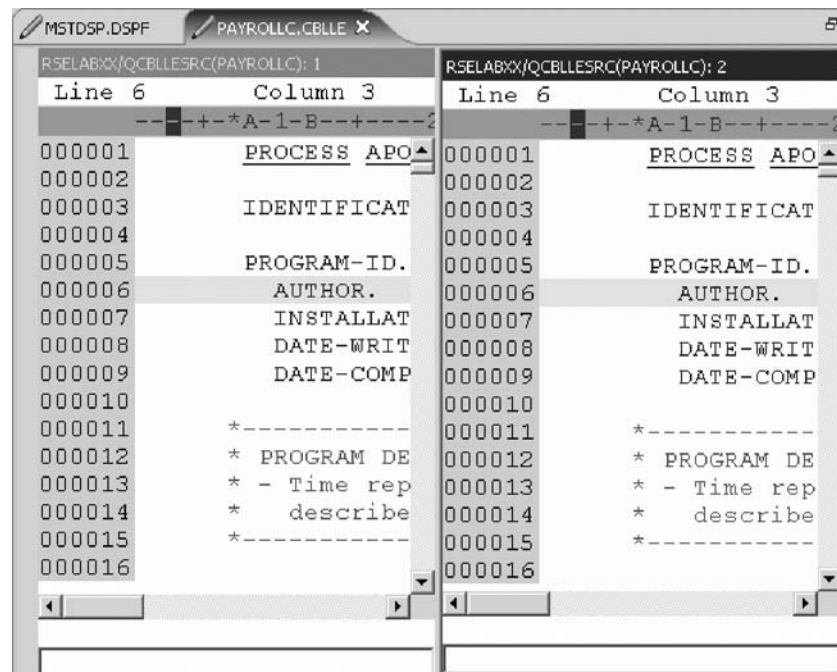 MSTDSP.DSPF PAYROLLC.CBLLE
RSELABXX/QCBLLESRC(PAYROLLC): 1
Line 6 Column 3
-----+-*A-1-B--+----2
000001 PROCESS APO
000002
000003 IDENTIFICAT
000004
000005 PROGRAM-ID.
000006 AUTHOR.
000007 INSTALLAT
000008 DATE-WRIT
000009 DATE-COMP
000010
000011 *-----------
000012 * PROGRAM DE
000013 * - Time rep
000014 * describe
000015 *-----------
000016
RSELABXX/QCBLLESRC(PAYROLLC): 2
Line 6 Column 3
-----+-*A-1-B--+----2
000001 PROCESS APO
000002
000003 IDENTIFICAT
000004
000005 PROGRAM-ID.
000006 AUTHOR.
000007 INSTALLAT
000008 DATE-WRIT
000009 DATE-COMP
000010
000011 *-----------
000012 * PROGRAM DE
000013 * - Time rep
000014 * describe
000015 *-----------
000016